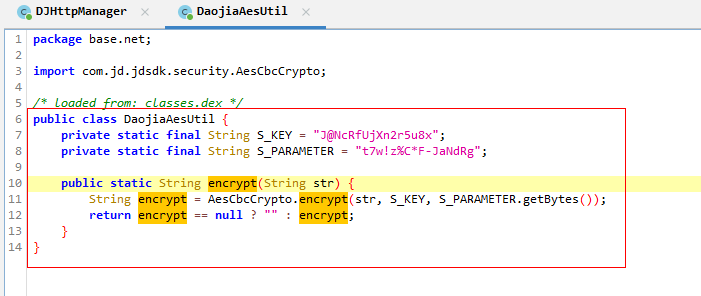 DJHttpManager DaojiaAesUtil
1 package base.net;
2
3 import com.jd.jdsdk.security.AesCbcCrypto;
4
5 /* loaded from: classes.dex */
6 public class DaojiaAesUtil {
7 private static final String S_KEY = "J@NcRfUjXn2r5u8x";
8 private static final String S_PARAMETER = "t7w!z%C*F-JaNdRg";
9
10 public static String encrypt(String str) {
11 String encrypt = AesCbcCrypto.encrypt(str, S_KEY, S_PARAMETER.getBytes());
12 return encrypt == null ? "" : encrypt;
13 }
14 }